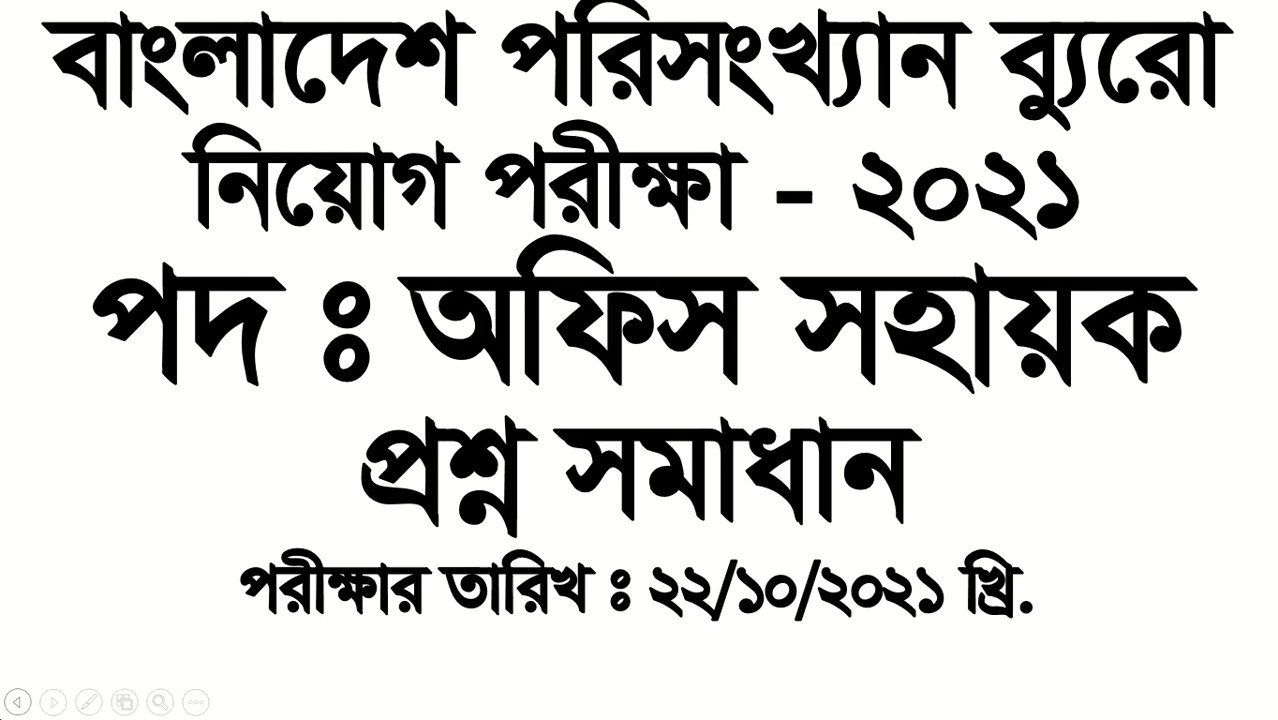 বাংলাদেশ পরিসংখ্যান ব্যুরো
নিয়োগ পরীক্ষা - ২০২১
পদ ঃ অফিস সহায়ক
প্রশ্ন সমাধান
পরীক্ষার তারিখ ঃ ২২/১০/২০২১ খ্রি.